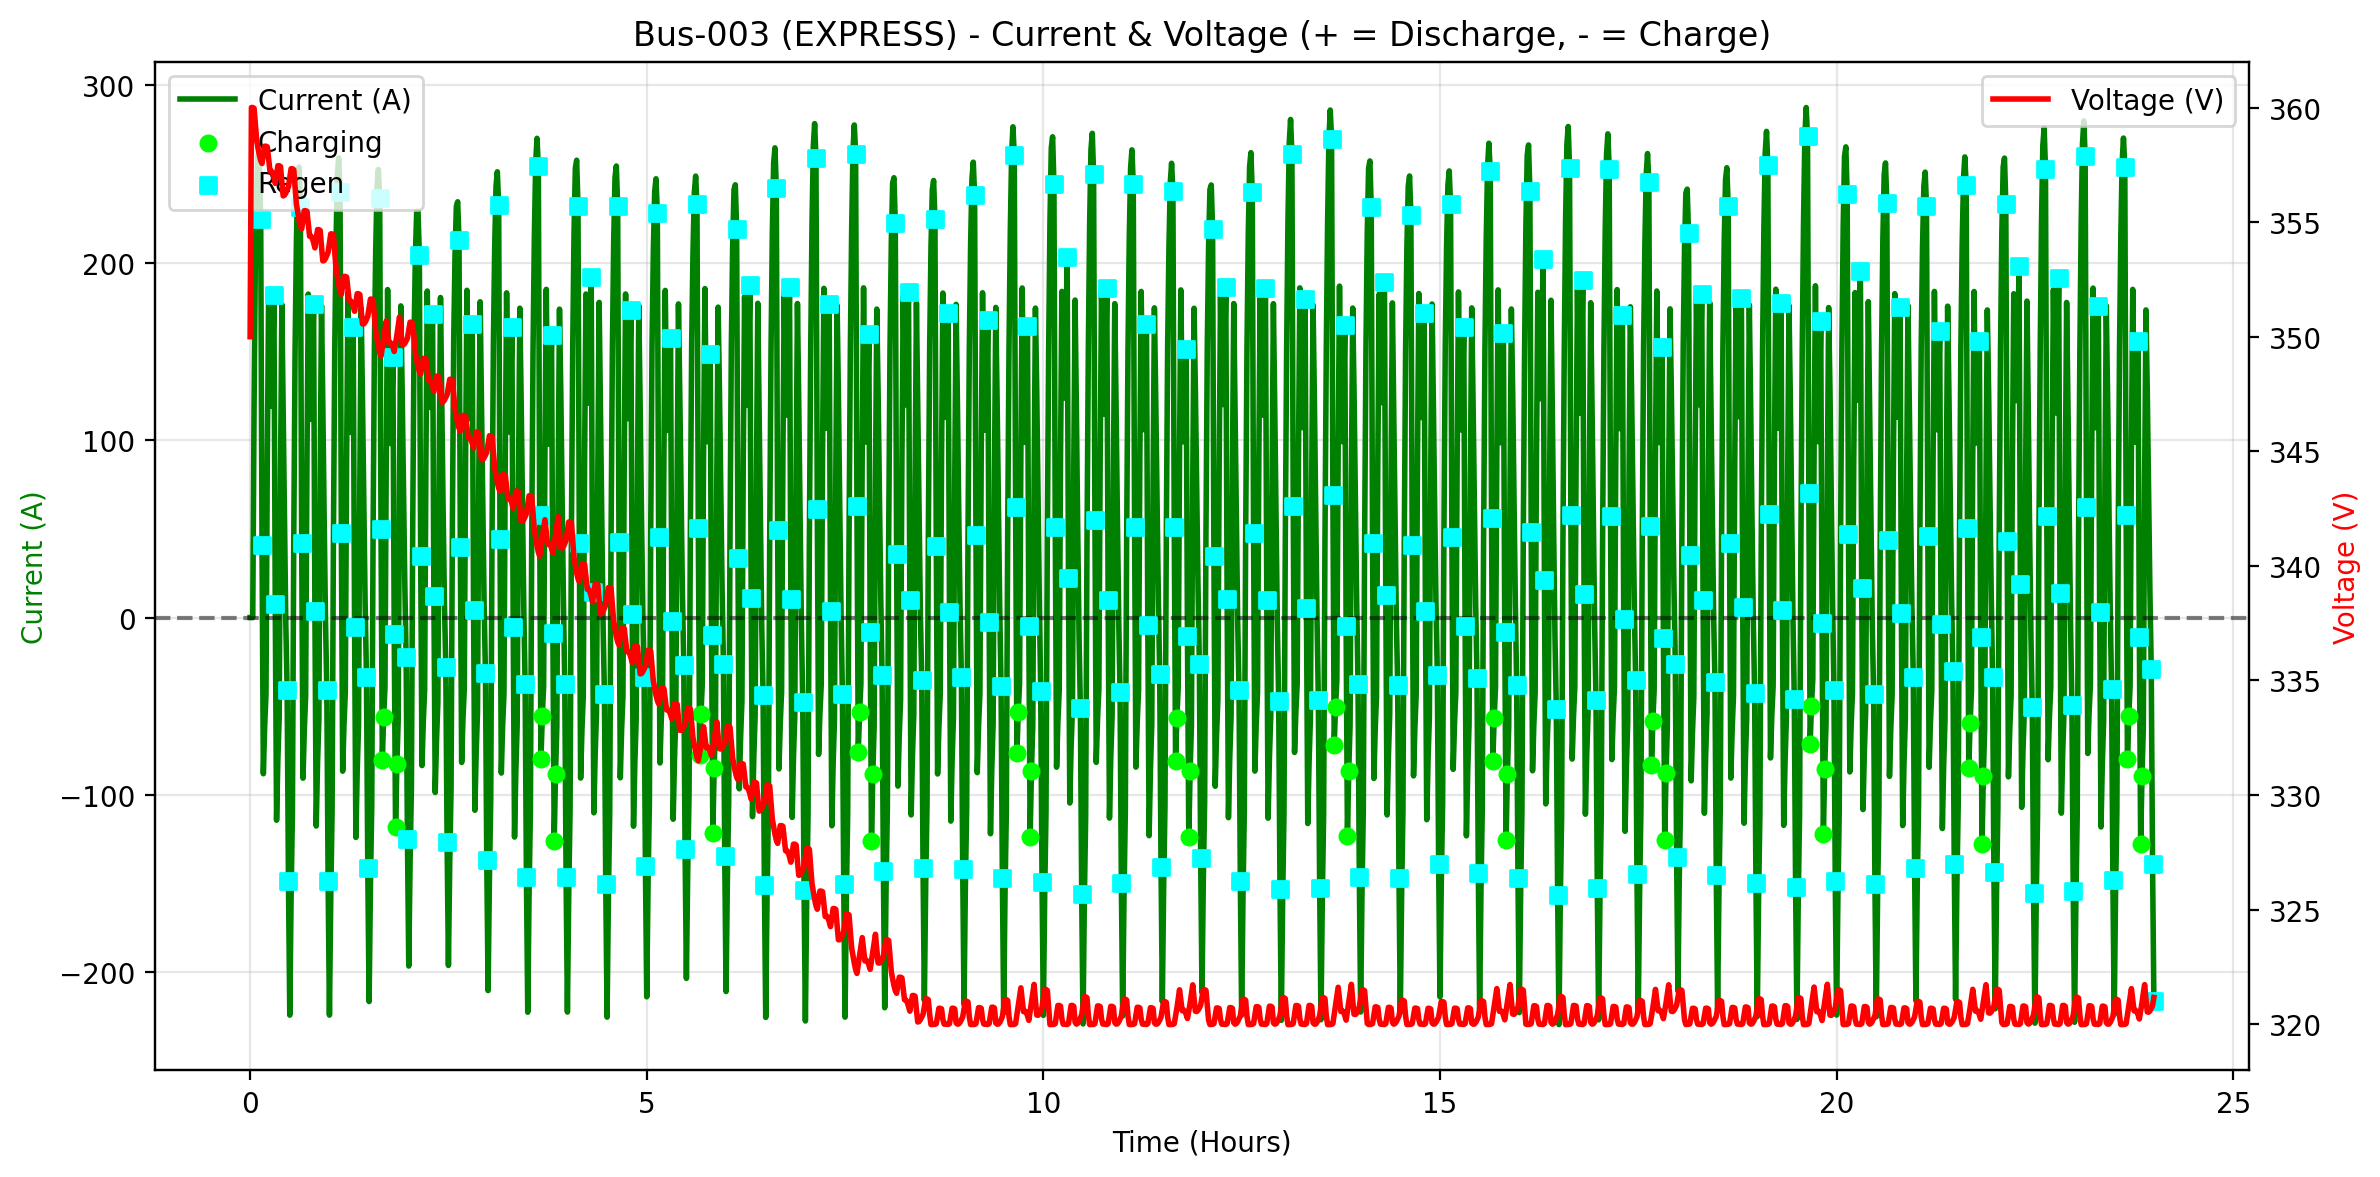 Bus-003 (EXPRESS) - Current & Voltage (+ = Discharge, - = Charge)
Current (A)
Charging
Regen
Voltage (V)
300
200
100
0
−100
−200
Current (A)
360
355
350
345
340
335
330
325
320
Voltage (V)
0
5
10
15
20
25
Time (Hours)